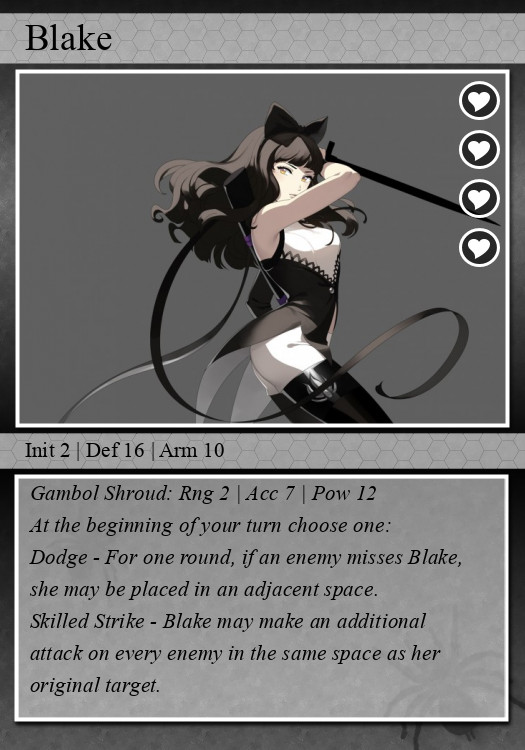 Blake
Init 2 | Def 16 | Arm 10
Gambol Shroud: Rng 2 | Acc 7 | Pow 12
At the beginning of your turn choose one:
Dodge - For one round, if an enemy misses Blake,
she may be placed in an adjacent space.
Skilled Strike - Blake may make an additional
attack on every enemy in the same space as her
original target.